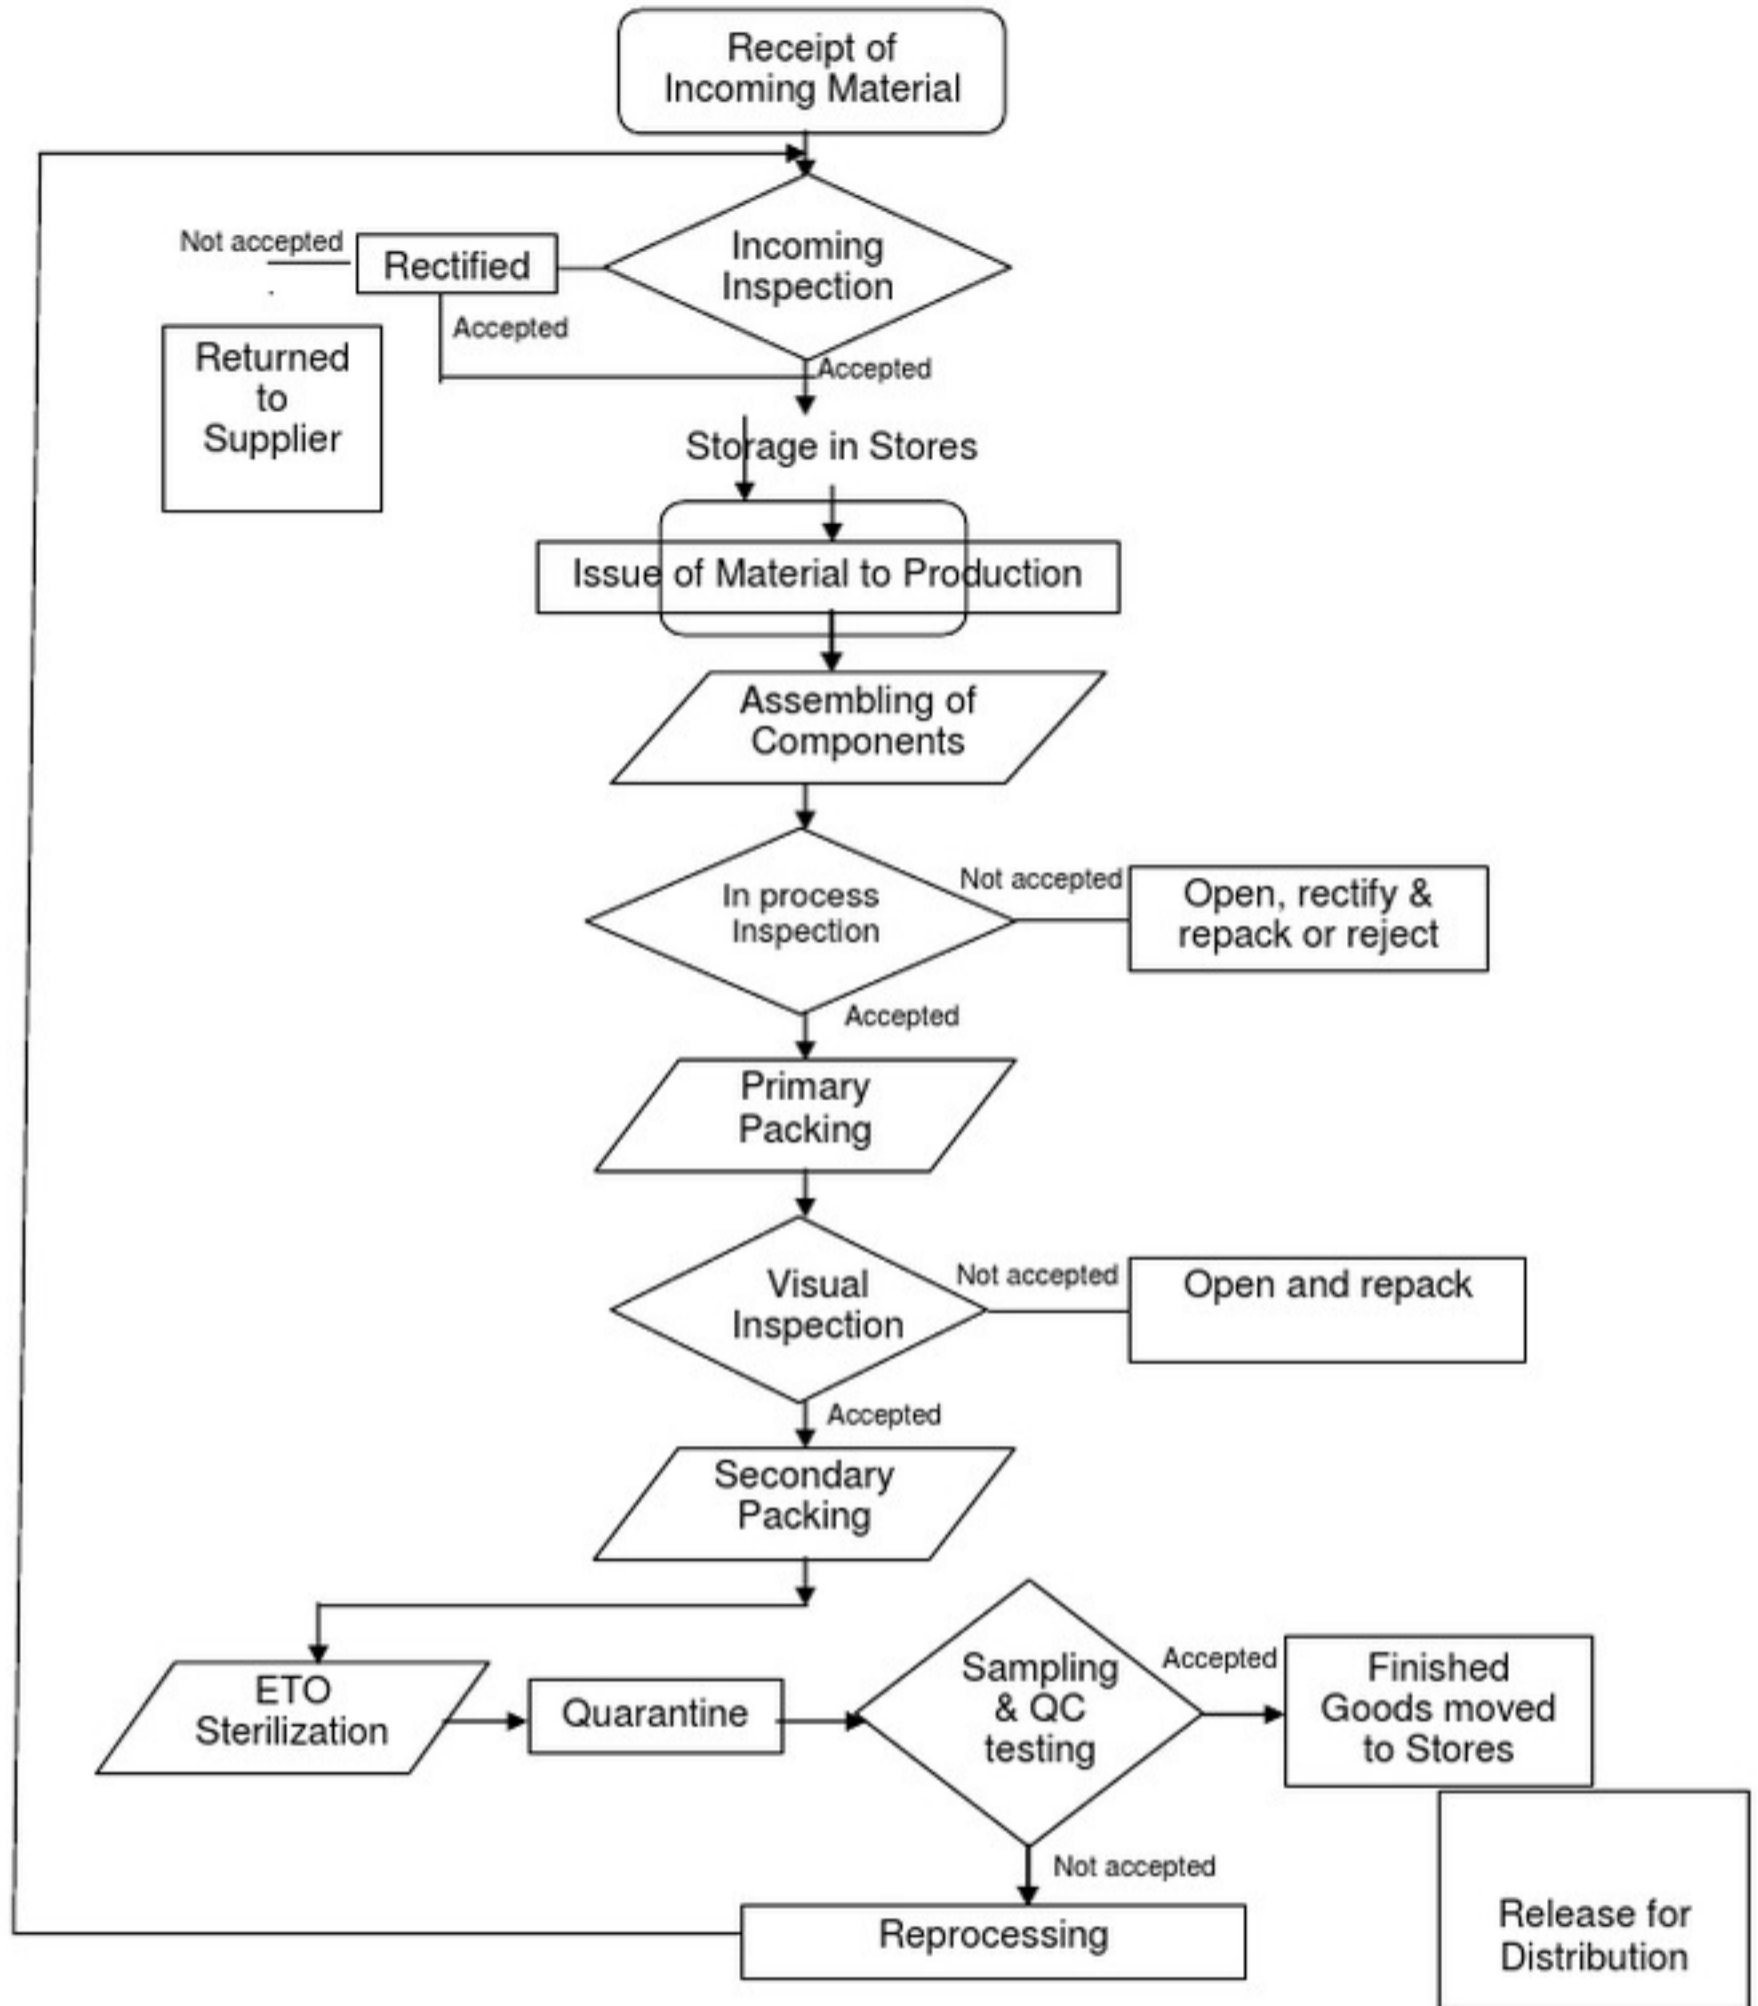 Receipt of
Incoming Material
Incoming
Inspection
Not accepted
Rectified
Accepted
Accepted
Returned
to
Supplier
Storage in Stores
Issue of Material to Production
Assembling of
Components
In process
Inspection
Not accepted
Open, rectify &
repack or reject
Accepted
Primary
Packing
Visual
Inspection
Not accepted
Open and repack
Accepted
Secondary
Packing
ETO
Sterilization
Quarantine
Sampling
& QC
testing
Accepted
Finished
Goods moved
to Stores
Not accepted
Reprocessing
Release for
Distribution